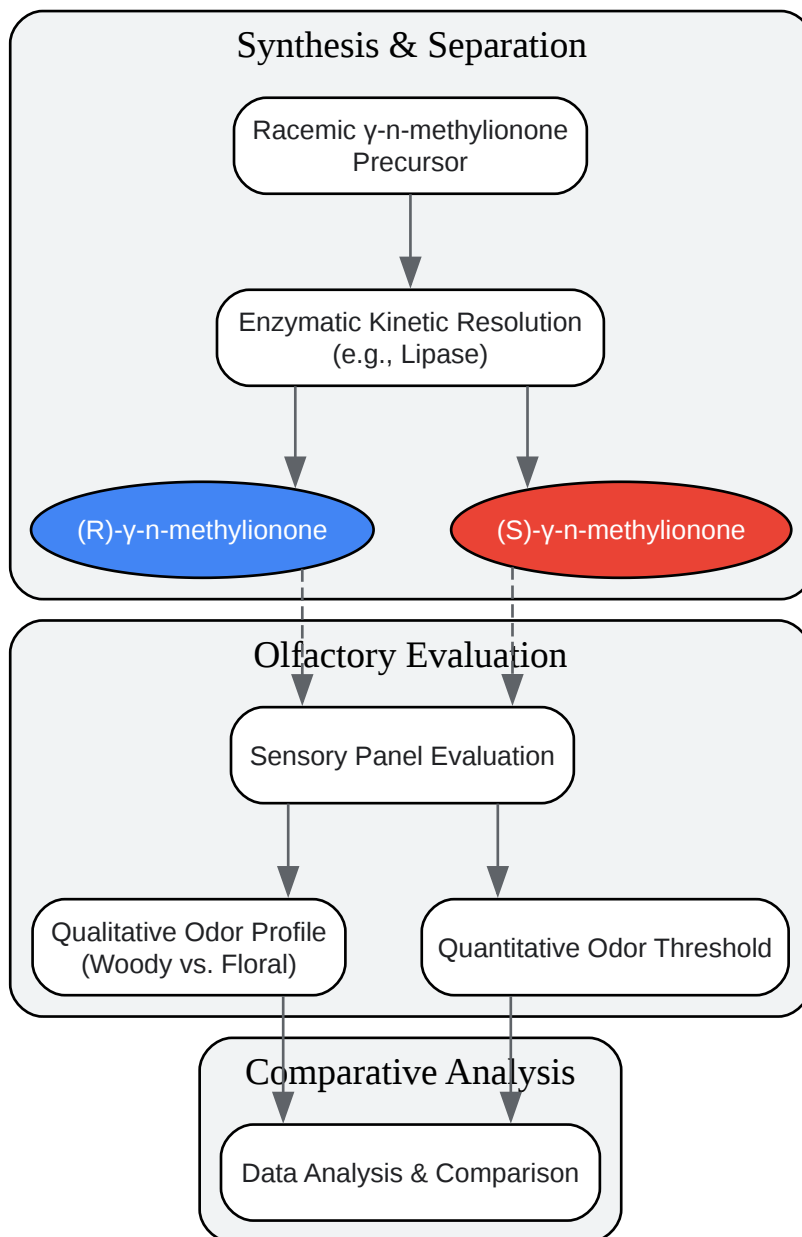 Synthesis & Separation
Racemic γ-n-methylionone
Precursor
Enzymatic Kinetic Resolution
(e.g., Lipase)
(R)-γ-n-methylionone
(S)-γ-n-methylionone
Olfactory Evaluation
Sensory Panel Evaluation
Qualitative Odor Profile
(Woody vs. Floral)
Quantitative Odor Threshold
Comparative Analysis
Data Analysis & Comparison